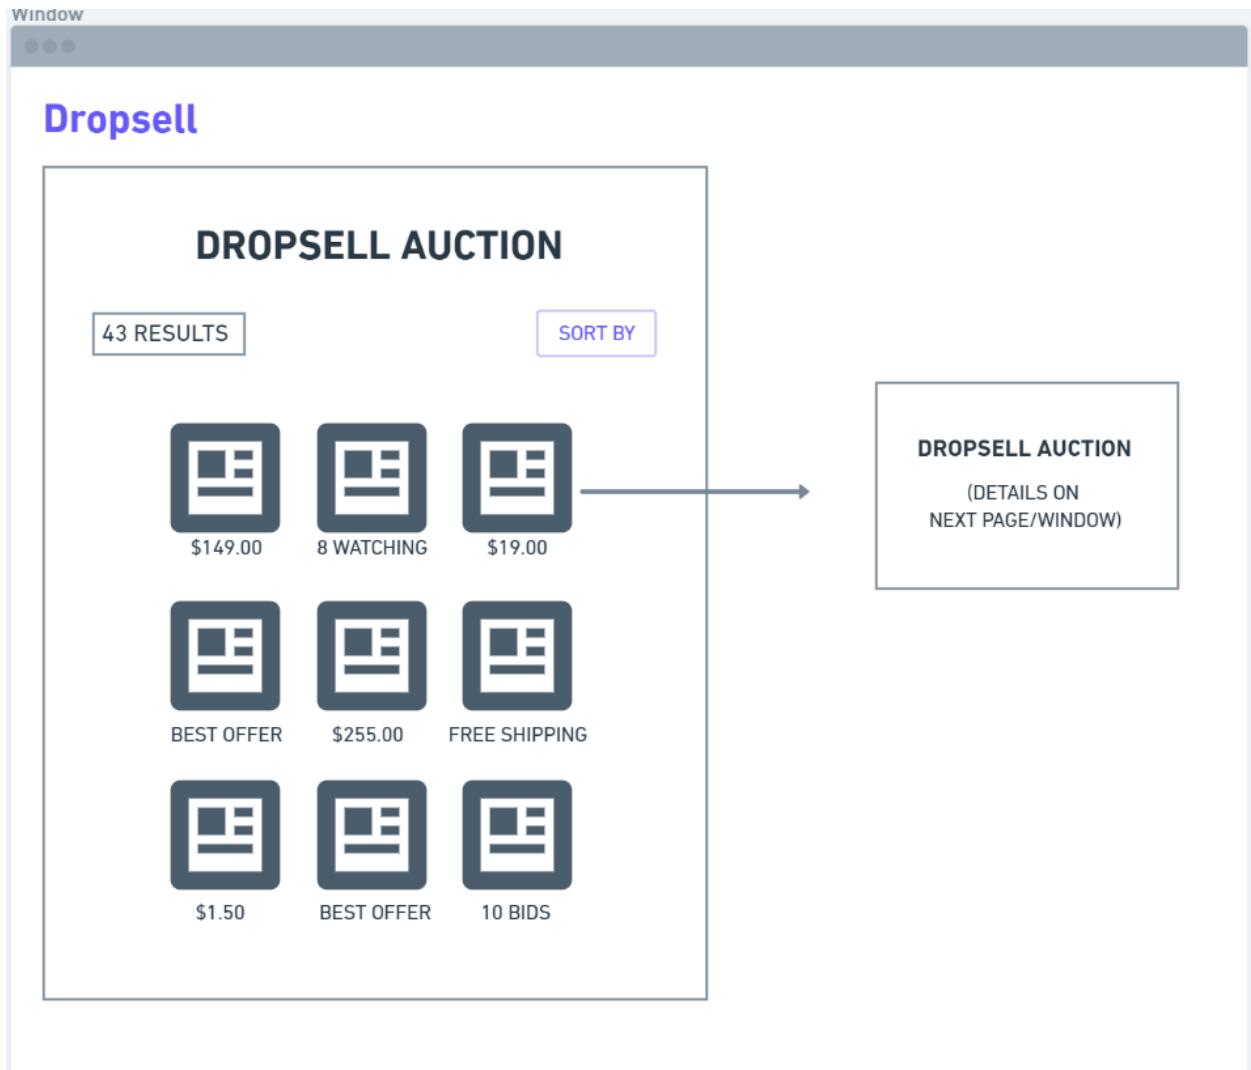 Window
Dropsell
DROPSELL AUCTION
43 RESULTS
SORT BY
$149.00
8 WATCHING
$19.00
DROPSELL AUCTION
(DETAILS ON
NEXT PAGE/WINDOW)
BEST OFFER
$255.00
FREE SHIPPING
$1.50
BEST OFFER
10 BIDS